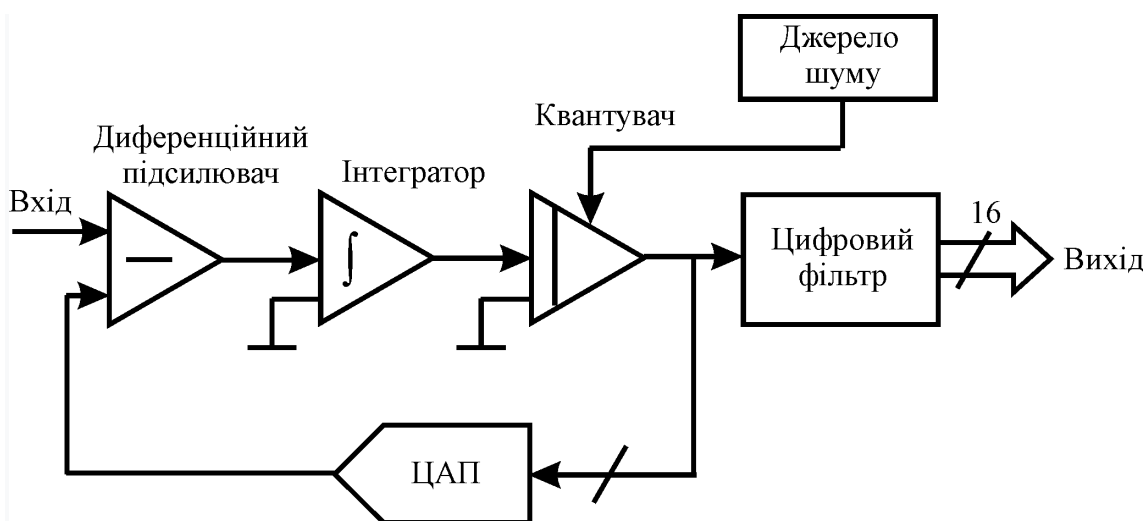 Джерело
шуму
Квантувач
Диференційний
підсилювач
Інтегратор
Вхід
16
Цифровий
фільтр
Вихід
ЦАП